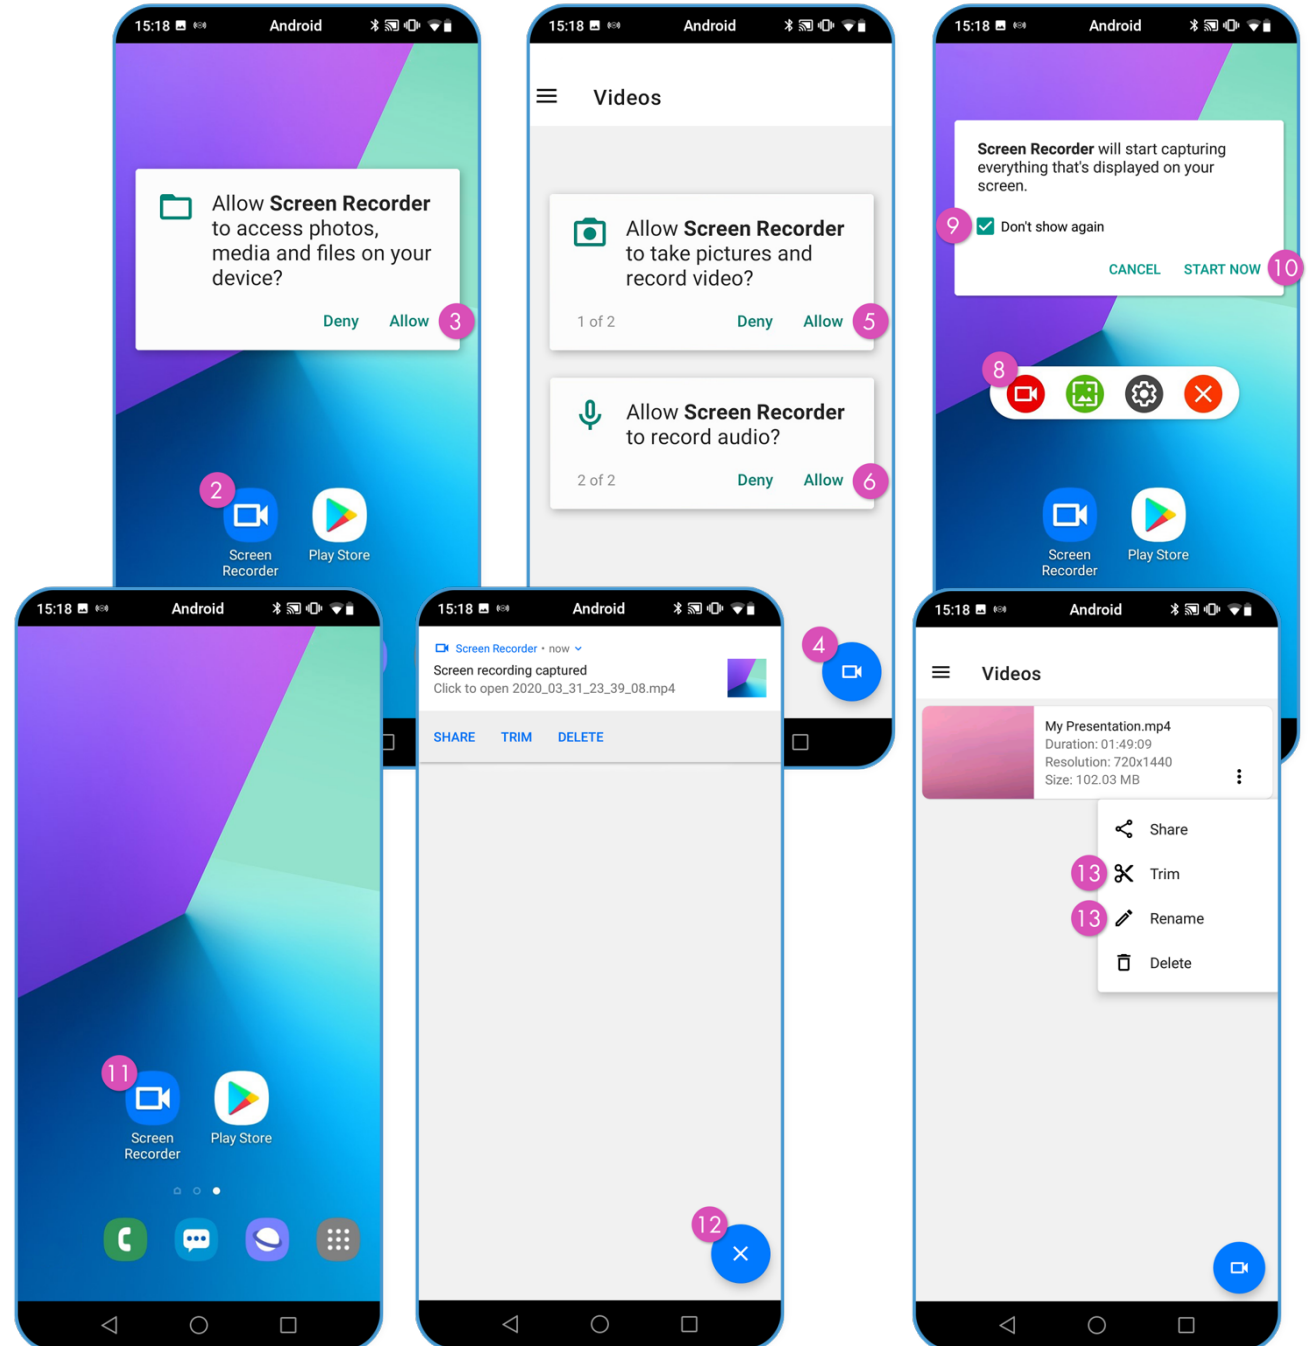 15:18 Android
Allow Screen Recorder
to access photos,
media and files on your
device?
Deny Allow 3
2
Screen
Recorder
Play Store
15:18 Android
Videos
Allow Screen Recorder
to take pictures and
record video?
1 of 2 Deny Allow 5
Allow Screen Recorder
to record audio?
2 of 2 Deny Allow 6
4
15:18 Android
Screen Recorder will start capturing
everything that's displayed on your
screen.
9 Don't show again
CANCEL START NOW 10
8
Screen
Recorder
Play Store
15:18 Android
11
Screen
Recorder
Play Store
15:18 Android
Screen Recorder • now
Screen recording captured
Click to open 2020_03_31_23_39_08.mp4
SHARE TRIM DELETE
12
15:18 Android
Videos
My Presentation.mp4
Duration: 01:49:09
Resolution: 720x1440
Size: 102.03 MB
Share
13 Trim
13 Rename
Delete